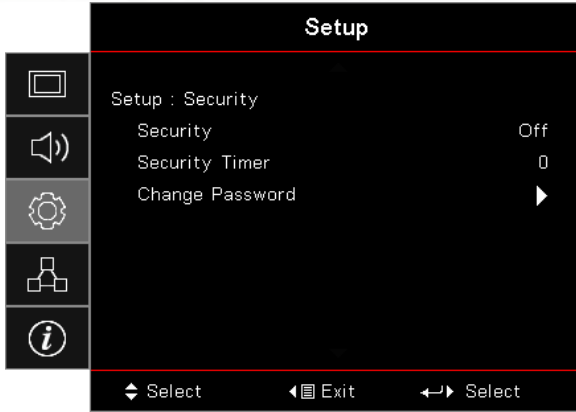 Setup
Setup : Security
Security Off
Security Timer 0
Change Password
Select Exit Select